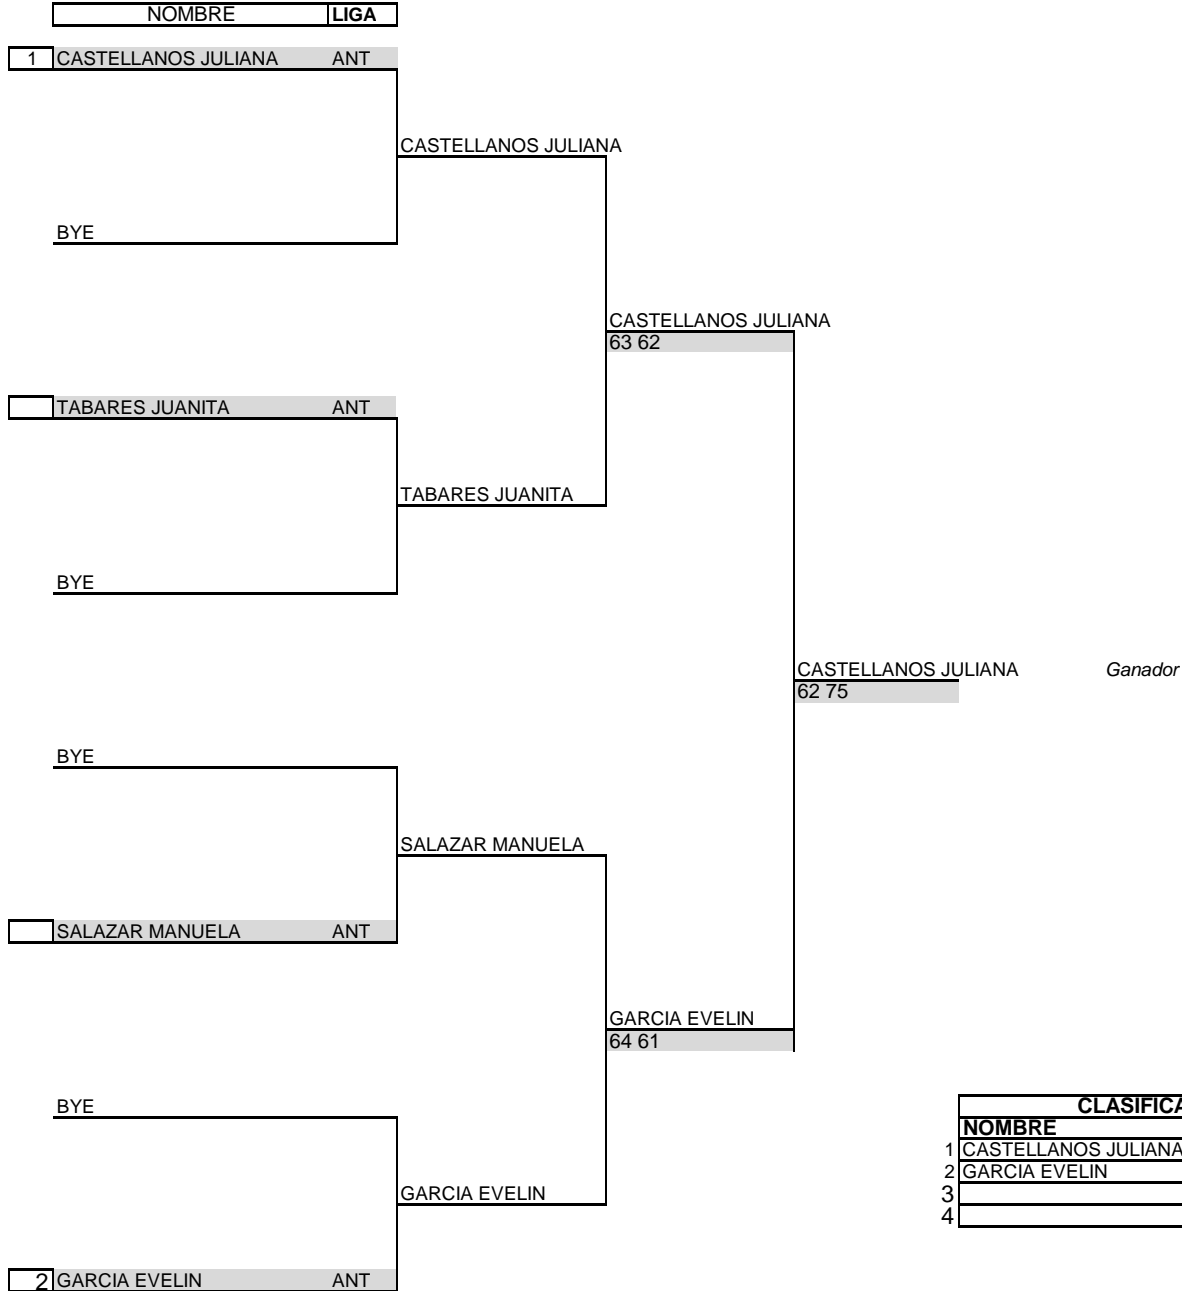 NOMBRE LIGA
1 CASTELLANOS JULIANA ANT
CASTELLANOS JULIANA
BYE
CASTELLANOS JULIANA
63 62
TABARES JUANITA ANT
TABARES JUANITA
BYE
CASTELLANOS JULIANA Ganador
62 75
BYE
SALAZAR MANUELA
SALAZAR MANUELA ANT
GARCIA EVELIN
64 61
BYE
CLASIFICA
NOMBRE
1 CASTELLANOS JULIANA
2 GARCIA EVELIN
GARCIA EVELIN
3
4
2 GARCIA EVELIN ANT